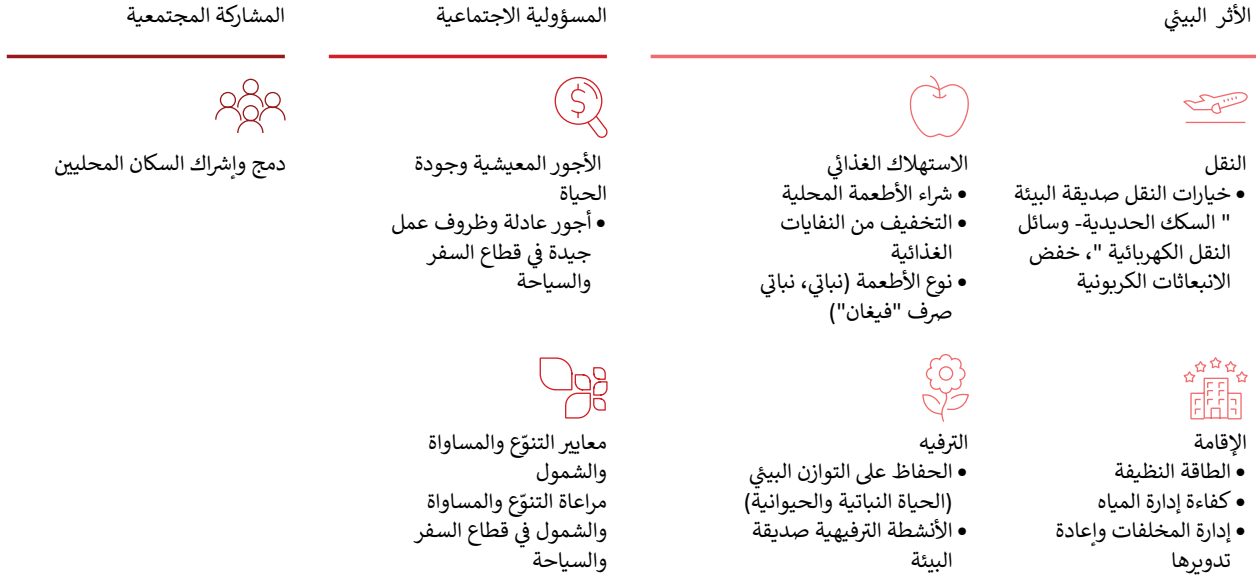 الأثر البيئي
النقل
• خيارات النقل صديقة البيئة
" السكك الحديدية- وسائل
النقل الكهربائية "، خفض
الانبعاثات الكربونية
الاستهلاك الغذائي
• شراء الأطعمة المحلية
• التخفيف من النفايات
الغذائية
• نوع الأطعمة (نباتي، نباتي
صرف "فيغان")
الإقامة
• الطاقة النظيفة
• كفاءة إدارة المياه
• إدارة المخلفات وإعادة
تدويرها
الترفيه
• الحفاظ على التوازن البيئي
(الحياة النباتية والحيوانية)
• الأنشطة الترفيهية صديقة
البيئة
المسؤولية الاجتماعية
الأجور المعيشية وجودة
الحياة
• أجور عادلة وظروف عمل
جيدة في قطاع السفر
والسياحة
معايير التنوّع والمساواة
والشمول
مراعاة التنوّع والمساواة
والشمول في قطاع السفر
والسياحة
المشاركة المجتمعية
دمج وإشراك السكان المحليين